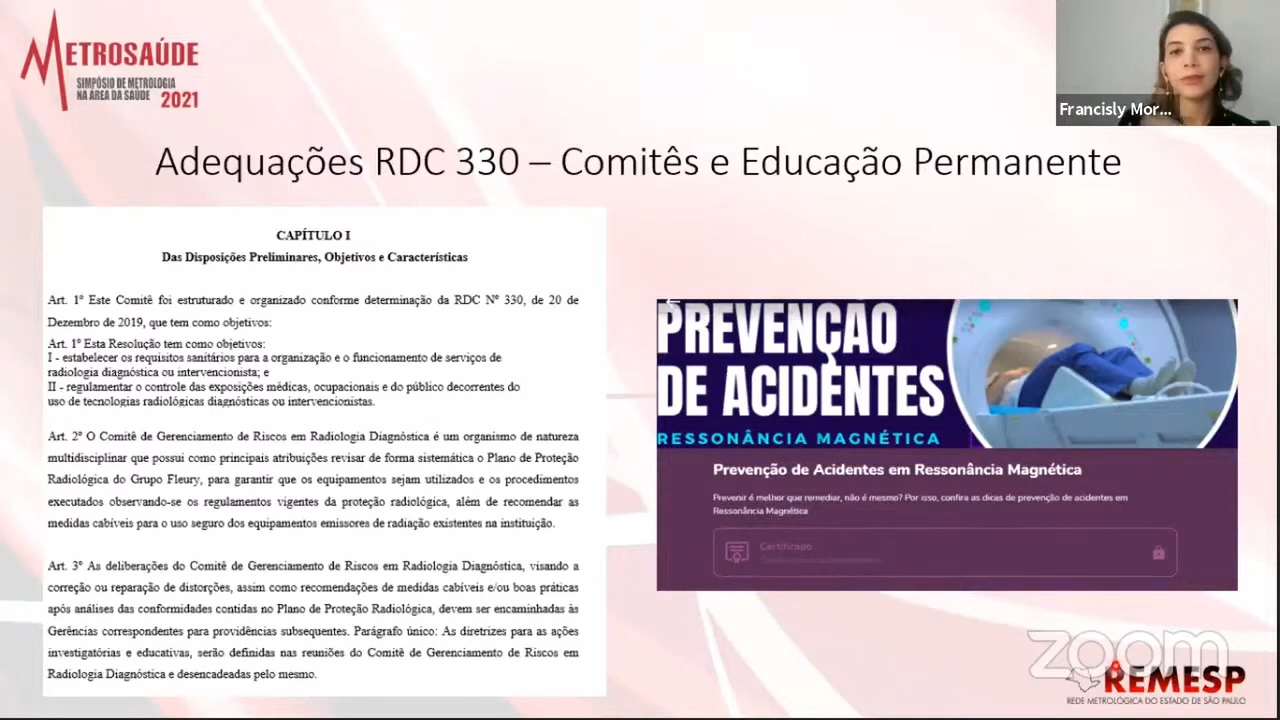 METROSAÚDE
SIMPÓSIO DE METROLOGIA
NA ÁREA DA SAÚDE 2021
Francisly Mor...
Adequações RDC 330 – Comitês e Educação Permanente
CAPÍTULO I
Das Disposições Preliminares, Objetivos e Características
Art. 1º Este Comitê foi estruturado e organizado conforme determinação da RDC Nº 330, de 20 de
Dezembro de 2019, que tem como objetivos:
Art. 1º Esta Resolução tem como objetivos:
I - estabelecer os requisitos sanitários para a organização e o funcionamento de serviços de
radiologia diagnóstica ou intervencionista; e
II - regulamentar o controle das exposições médicas, ocupacionais e do público decorrentes do
uso de tecnologias radiológicas diagnósticas ou intervencionistas.
Art. 2º O Comitê de Gerenciamento de Riscos em Radiologia Diagnóstica é um organismo de natureza
multidisciplinar que possui como principais atribuições revisar de forma sistemática o Plano de Proteção
Radiológica do Grupo Fleury, para garantir que os equipamentos sejam utilizados e os procedimentos
executados observando-se os regulamentos vigentes da proteção radiológica, além de recomendar as
medidas cabíveis para o uso seguro dos equipamentos emissores de radiação existentes na instituição.
Art. 3º As deliberações do Comitê de Gerenciamento de Riscos em Radiologia Diagnóstica, visando a
correção ou reparação de distorções, assim como recomendações de medidas cabíveis e/ou boas práticas
após análises das conformidades contidas no Plano de Proteção Radiológica, devem ser encaminhadas às
Gerências correspondentes para providências subsequentes. Parágrafo único: As diretrizes para as ações
investigatórias e educativas, serão definidas nas reuniões do Comitê de Gerenciamento de Riscos em
Radiologia Diagnóstica e desencadeadas pelo mesmo.
PREVENÇÃO
DE ACIDENTES
RESSONÂNCIA MAGNÉTICA
Prevenção de Acidentes em Ressonância Magnética
Prevenir é melhor que remediar, não é mesmo? Por isso, confira as dicas de prevenção de acidentes em
Ressonância Magnética
Certificado
zoom
REMESP
REDE METROLÓGICA DO ESTADO DE SÃO PAULO